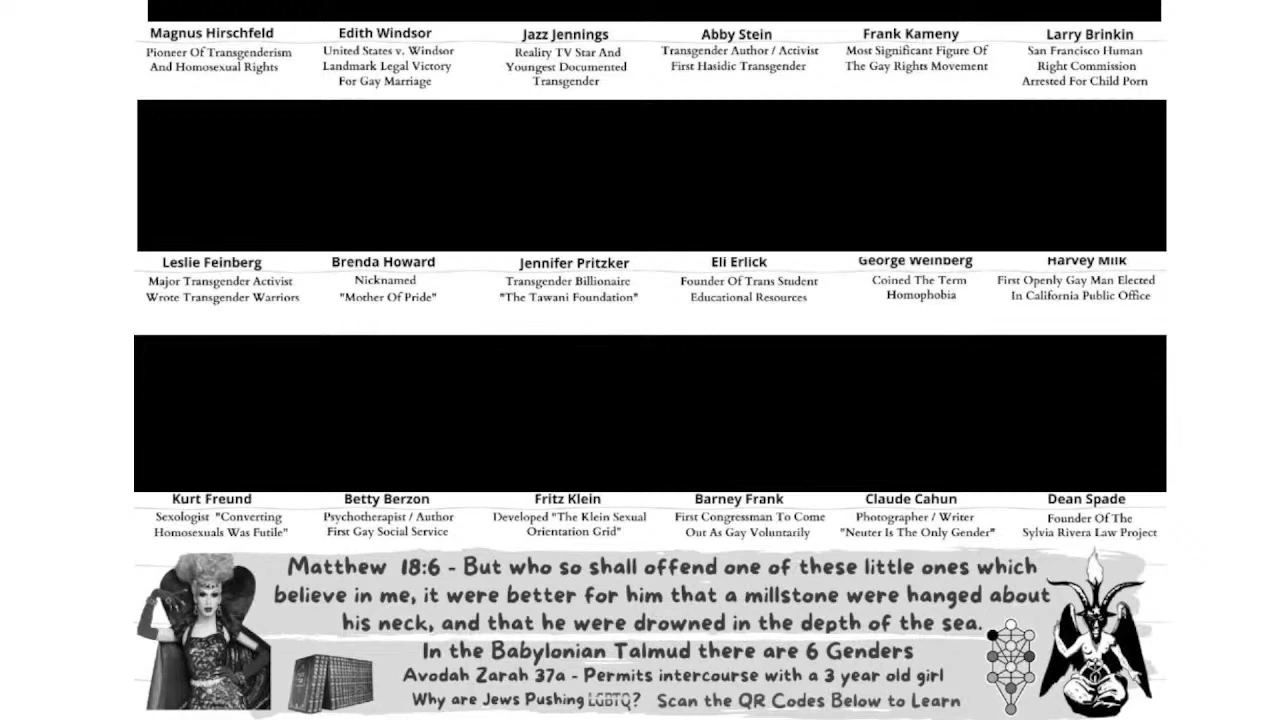 Magnus Hirschfeld
Pioneer Of Transgenderism
And Homosexual Rights
Edith Windsor
United States v. Windsor
Landmark Legal Victory
For Gay Marriage
Jazz Jennings
Reality TV Star And
Youngest Documented
Transgender
Abby Stein
Transgender Author / Activist
First Hasidic Transgender
Frank Kameny
Most Significant Figure Of
The Gay Rights Movement
Larry Brinkin
San Francisco Human
Right Commission
Arrested For Child Porn
Leslie Feinberg
Major Transgender Activist
Wrote Transgender Warriors
Brenda Howard
Nicknamed
"Mother Of Pride"
Jennifer Pritzker
Transgender Billionaire
"The Tawani Foundation"
Eli Erlick
Founder Of Trans Student
Educational Resources
George Weinberg
Coined The Term
Homophobia
Harvey Milk
First Openly Gay Man Elected
In California Public Office
Kurt Freund
Sexologist "Converting
Homosexuals Was Futile"
Betty Berzon
Psychotherapist / Author
First Gay Social Service
Fritz Klein
Developed "The Klein Sexual
Orientation Grid"
Barney Frank
First Congressman To Come
Out As Gay Voluntarily
Claude Cahun
Photographer / Writer
"Neuter Is The Only Gender"
Dean Spade
Founder Of The
Sylvia Rivera Law Project
Matthew 18:6 - But who so shall offend one of these little ones which
believe in me, it were better for him that a millstone were hanged about
his neck, and that he were drowned in the depth of the sea.
In the Babylonian Talmud there are 6 Genders
Avodah Zarah 37a - Permits intercourse with a 3 year old girl
Why are Jews Pushing LGBTQ? Scan the QR Codes Below to Learn